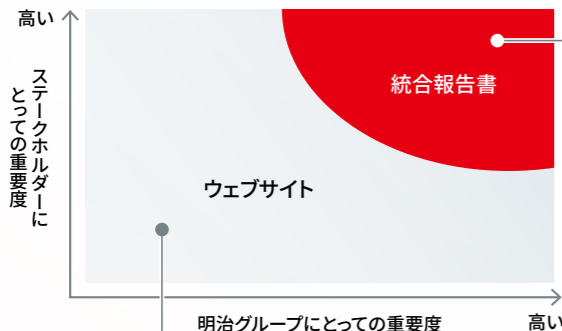 高い
ステークホルダーに
とっての重要度
統合報告書
ウェブサイト
明治グループにとっての重要度
高い